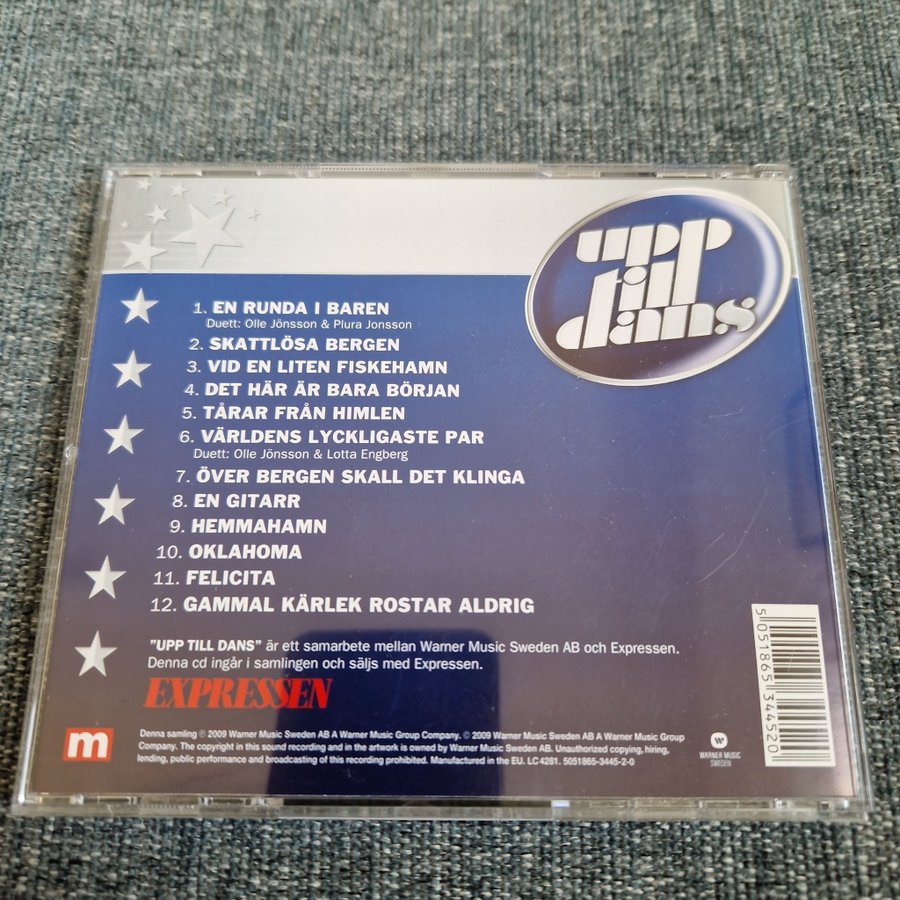 upp
till
dans
1. EN RUNDA I BAREN
Duett: Olle Jönsson & Plura Jonsson
2. SKATTLÖSA BERGEN
3. VID EN LITEN FISKEHAMN
4. DET HÄR ÄR BARA BÖRJAN
5. TÅRAR FRÅN HIMLEN
6. VÄRLDENS LYCKLIGASTE PAR
Duett: Olle Jönsson & Lotta Engberg
7. ÖVER BERGEN SKALL DET KLINGA
8. EN GITARR
9. HEMMAHAMN
10. OKLAHOMA
11. FELICITA
12. GAMMAL KÄRLEK ROSTAR ALDRIG
"UPP TILL DANS" är ett samarbete mellan Warner Music Sweden AB och Expressen.
Denna cd ingår i samlingen och säljs med Expressen.
EXPRESSEN
m
Denna samling ℗ 2009 Warner Music Sweden AB A Warner Music Group Company. © 2009 Warner Music Sweden AB A Warner Music Group
Company. The copyright in this sound recording and in the artwork is owned by Warner Music Sweden AB. Unauthorized copying, hiring,
lending, public performance and broadcasting of this recording prohibited. Manufactured in the EU. LC 4281. 5051865-3445-2-0
WARNER MUSIC
SWEDEN
5 051865 344520